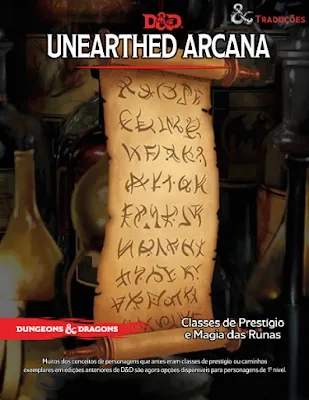 D&D
& TRADUÇÕES
UNEARTHED ARCANA
DUNGEONS & DRAGONS
Classes de Prestígio
e Magia das Runas
Muitos dos conceitos de personagens que antes eram classes de prestígio ou caminhos
exemplares em edições anteriores de D&D são agora opções disponíveis para personagens de 1º nível.